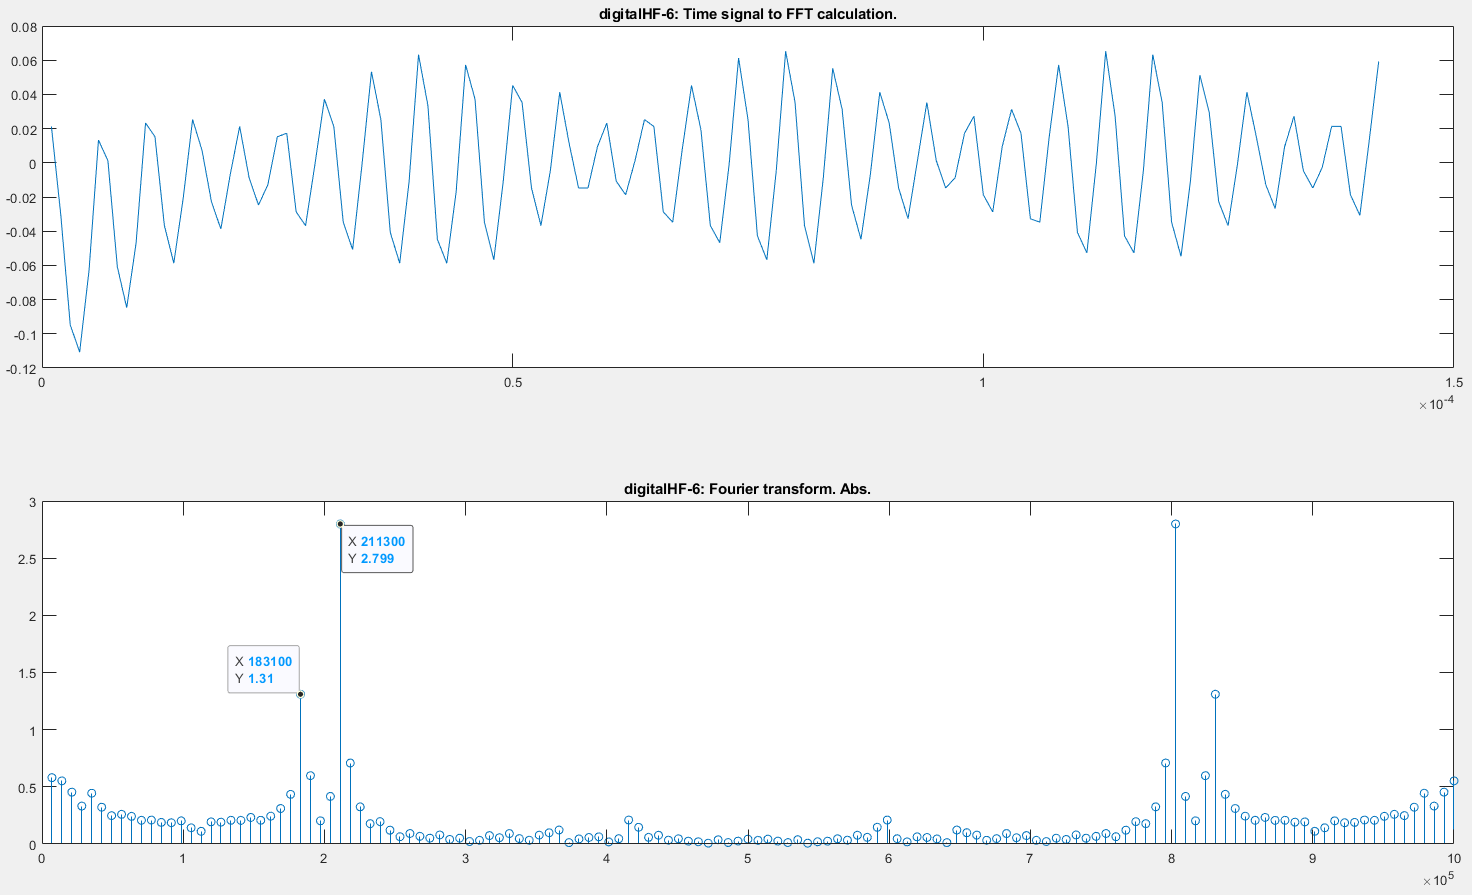 digitalHF-6: Time signal to FFT calculation.
0.08
0.06
0.04
0.02
0
-0.02
-0.04
-0.06
-0.08
-0.1
-0.12
0 0.5 1 1.5
×10-4
digitalHF-6: Fourier transform. Abs.
3
2.5
2
1.5
1
0.5
0
X 211300
Y 2.799
X 183100
Y 1.31
0 1 2 3 4 5 6 7 8 9 10
×105